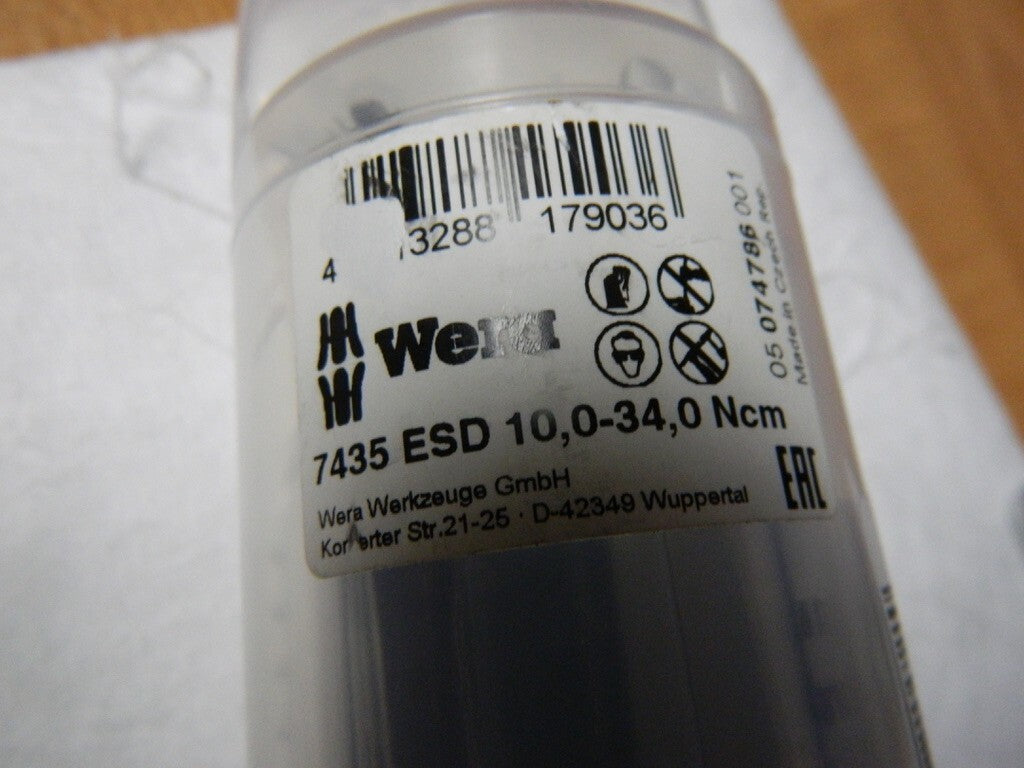 4 13288 179036
05 074786 001
Made in Czech Rep.
Wera
7435 ESD 10,0-34,0 Ncm
Wera Werkzeuge GmbH
Korzerter Str.21-25 · D-42349 Wuppertal
EAC